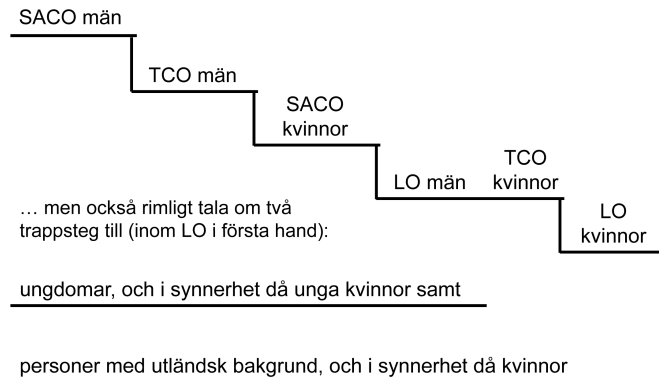 SACO män
TCO män
SACO
kvinnor
LO män
TCO
kvinnor
LO
kvinnor
… men också rimligt tala om två
trappsteg till (inom LO i första hand):
ungdomar, och i synnerhet då unga kvinnor samt
personer med utländsk bakgrund, och i synnerhet då kvinnor